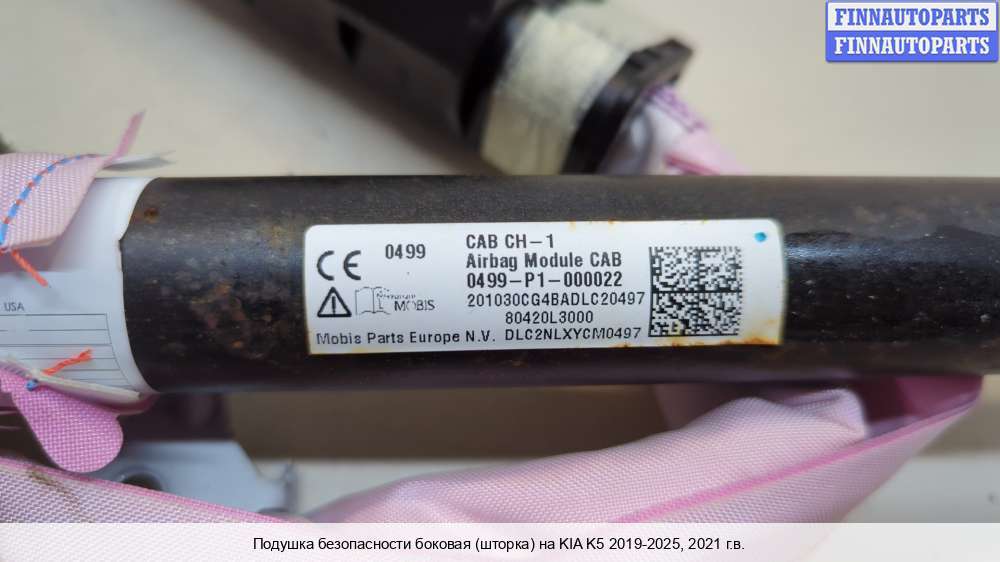 FINNAUTOPARTS
FINNAUTOPARTS
USA
CE 0499
CAB CH-1
Airbag Module CAB
0499-P1-000022
201030CG4BADLC20497
MOBIS
80420L3000
Mobis Parts Europe N.V. DLC2NLXYCM0497
Подушка безопасности боковая (шторка) на KIA K5 2019-2025, 2021 г.в.